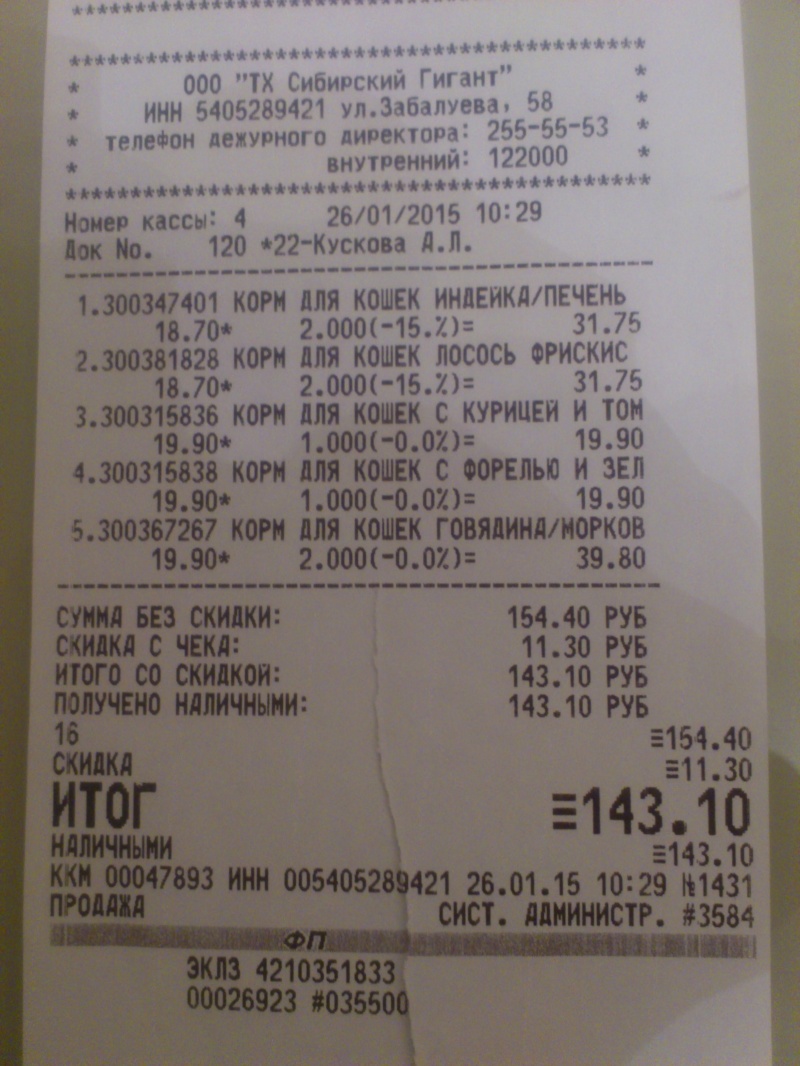 ****************************************
****************************************
* ООО "ТХ Сибирский Гигант" *
* ИНН 5405289421 ул.Забалуева, 58 *
* телефон дежурного директора: 255-55-53 *
* внутренний: 122000 *
****************************************
Номер кассы: 4 26/01/2015 10:29
Док No. 120 *22-Кускова А.Л.
----------------------------------------
1.300347401 КОРМ ДЛЯ КОШЕК ИНДЕЙКА/ПЕЧЕНЬ
18.70* 2.000(-15.%)= 31.75
2.300381828 КОРМ ДЛЯ КОШЕК ЛОСОСЬ ФРИСКИС
18.70* 2.000(-15.%)= 31.75
3.300315836 КОРМ ДЛЯ КОШЕК С КУРИЦЕЙ И ТОМ
19.90* 1.000(-0.0%)= 19.90
4.300315838 КОРМ ДЛЯ КОШЕК С ФОРЕЛЬЮ И ЗЕЛ
19.90* 1.000(-0.0%)= 19.90
5.300367267 КОРМ ДЛЯ КОШЕК ГОВЯДИНА/МОРКОВ
19.90* 2.000(-0.0%)= 39.80
----------------------------------------
СУММА БЕЗ СКИДКИ: 154.40 РУБ
СКИДКА С ЧЕКА: 11.30 РУБ
ИТОГО СО СКИДКОЙ: 143.10 РУБ
ПОЛУЧЕНО НАЛИЧНЫМИ: 143.10 РУБ
16 ≡154.40
СКИДКА ≡11.30
ИТОГ ≡143.10
НАЛИЧНЫМИ ≡143.10
ККМ 00047893 ИНН 005405289421 26.01.15 10:29 №1431
ПРОДАЖА СИСТ. АДМИНИСТР. #3584
ФП
ЭКЛЗ 4210351833
00026923 #035500